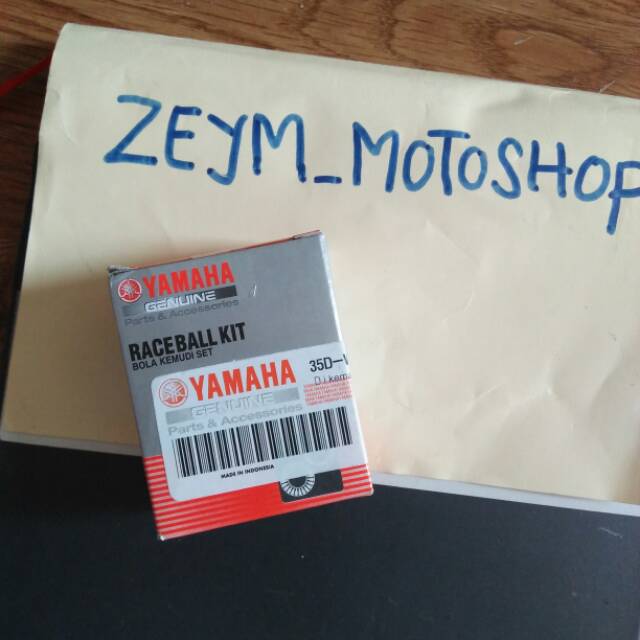 ZEYM_MOTOSHOP
YAMAHA
GENUINE
Parts & Accessories
RACEBALL KIT
BOLA KEMUDI SET
YAMAHA
35D-
GENUINE
Parts & Accessories
MADE IN INDONESIA